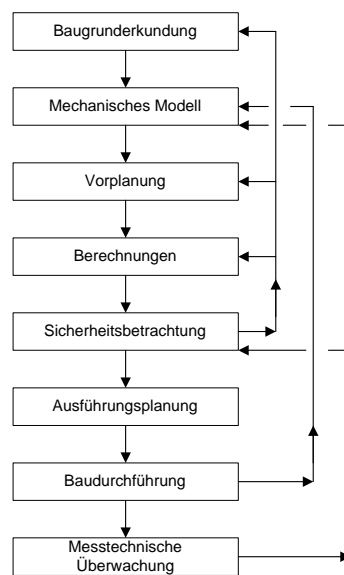 Baugrunderkundung
Mechanisches Modell
Vorplanung
Berechnungen
Sicherheitsbetrachtung
Ausführungsplanung
Baudurchführung
Messtechnische
Überwachung